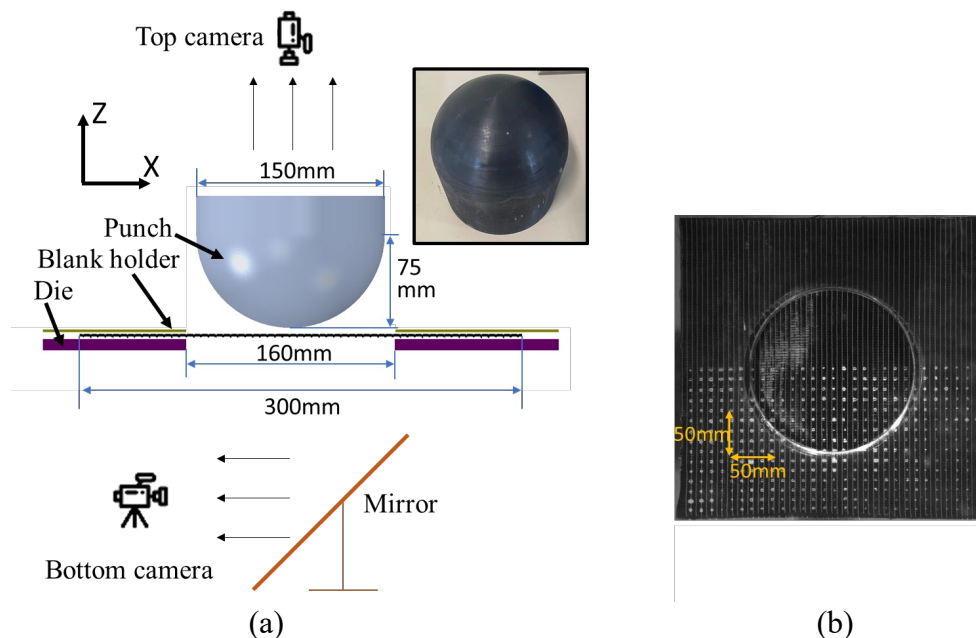 Top camera
Z
X
150mm
Punch
Blank holder
Die
75
mm
160mm
300mm
Mirror
Bottom camera
(a)
50mm
50mm
(b)